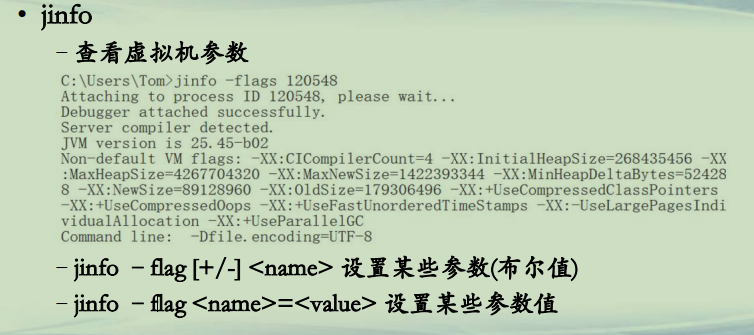 • jinfo
– 查看虚拟机参数
C:\Users\Tom>jinfo -flags 120548
Attaching to process ID 120548, please wait...
Debugger attached successfully.
Server compiler detected.
JVM version is 25.45-b02
Non-default VM flags: -XX:CICompilerCount=4 -XX:InitialHeapSize=268435456 -XX
:MaxHeapSize=4267704320 -XX:MaxNewSize=1422393344 -XX:MinHeapDeltaBytes=52428
8 -XX:NewSize=89128960 -XX:OldSize=179306496 -XX:+UseCompressedClassPointers
-XX:+UseCompressedOops -XX:+UseFastUnorderedTimeStamps -XX:-UseLargePagesIndi
vidualAllocation -XX:+UseParallelGC
Command line:  -Dfile.encoding=UTF-8
– jinfo – flag [+/-] <name> 设置某些参数(布尔值)
– jinfo – flag <name>=<value> 设置某些参数值